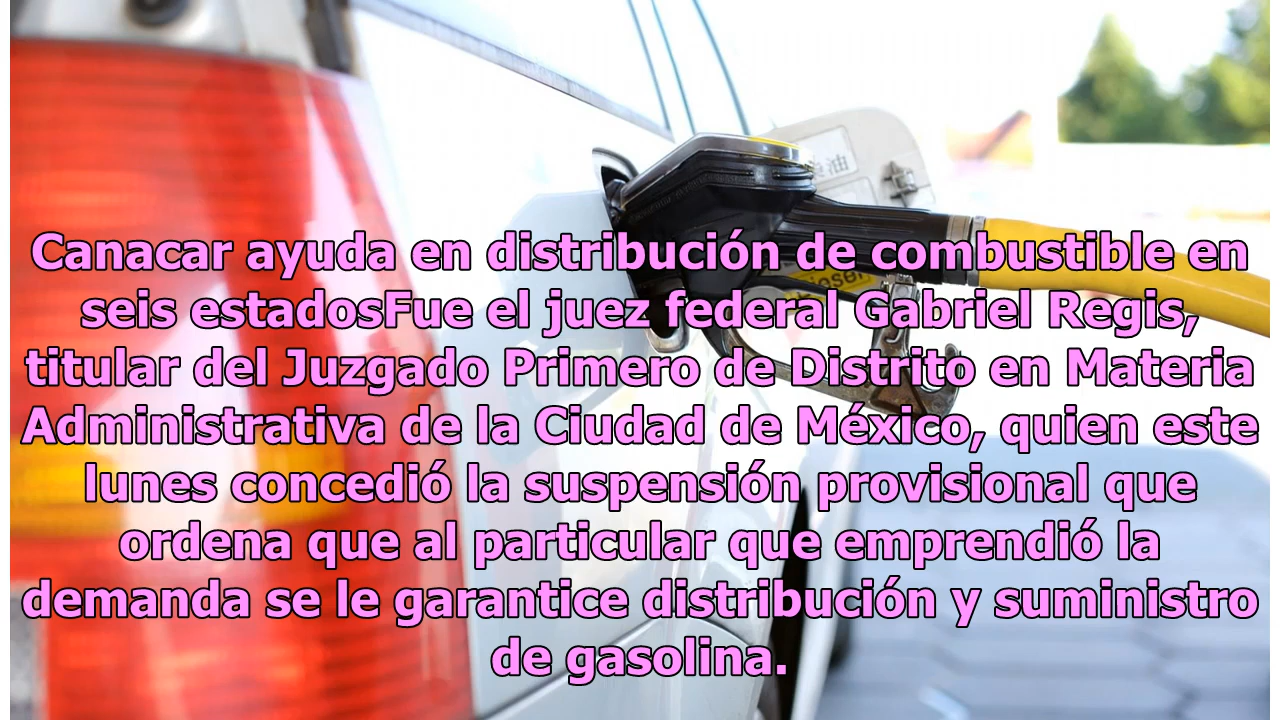 油
Canacar ayuda en distribución de combustible en
seis estadosFue el juez federal Gabriel Regis,
titular del Juzgado Primero de Distrito en Materia
Administrativa de la Ciudad de México, quien este
lunes concedió la suspensión provisional que
ordena que al particular que emprendió la
demanda se le garantice distribución y suministro
de gasolina.